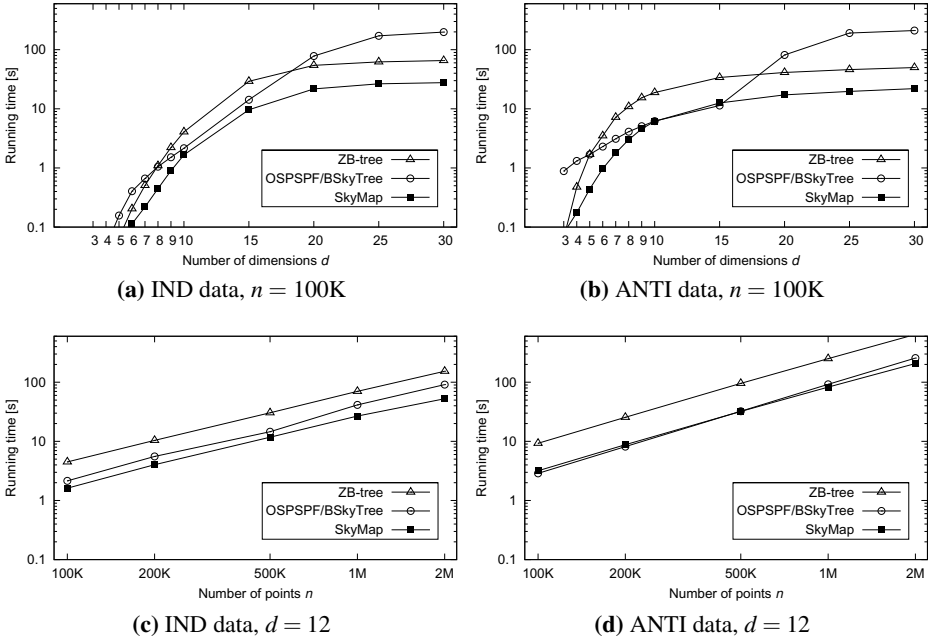 Running time [s]
100
10
1
0.1
ZB-tree
OSPSPF/BSkyTree
SkyMap
3 4 5 6 7 8 9 10 15 20 25 30
Number of dimensions d
(a) IND data, n = 100K
Running time [s]
100
10
1
0.1
ZB-tree
OSPSPF/BSkyTree
SkyMap
3 4 5 6 7 8 9 10 15 20 25 30
Number of dimensions d
(b) ANTI data, n = 100K
Running time [s]
100
10
1
0.1
ZB-tree
OSPSPF/BSkyTree
SkyMap
100K 200K 500K 1M 2M
Number of points n
(c) IND data, d = 12
Running time [s]
100
10
1
0.1
ZB-tree
OSPSPF/BSkyTree
SkyMap
100K 200K 500K 1M 2M
Number of points n
(d) ANTI data, d = 12